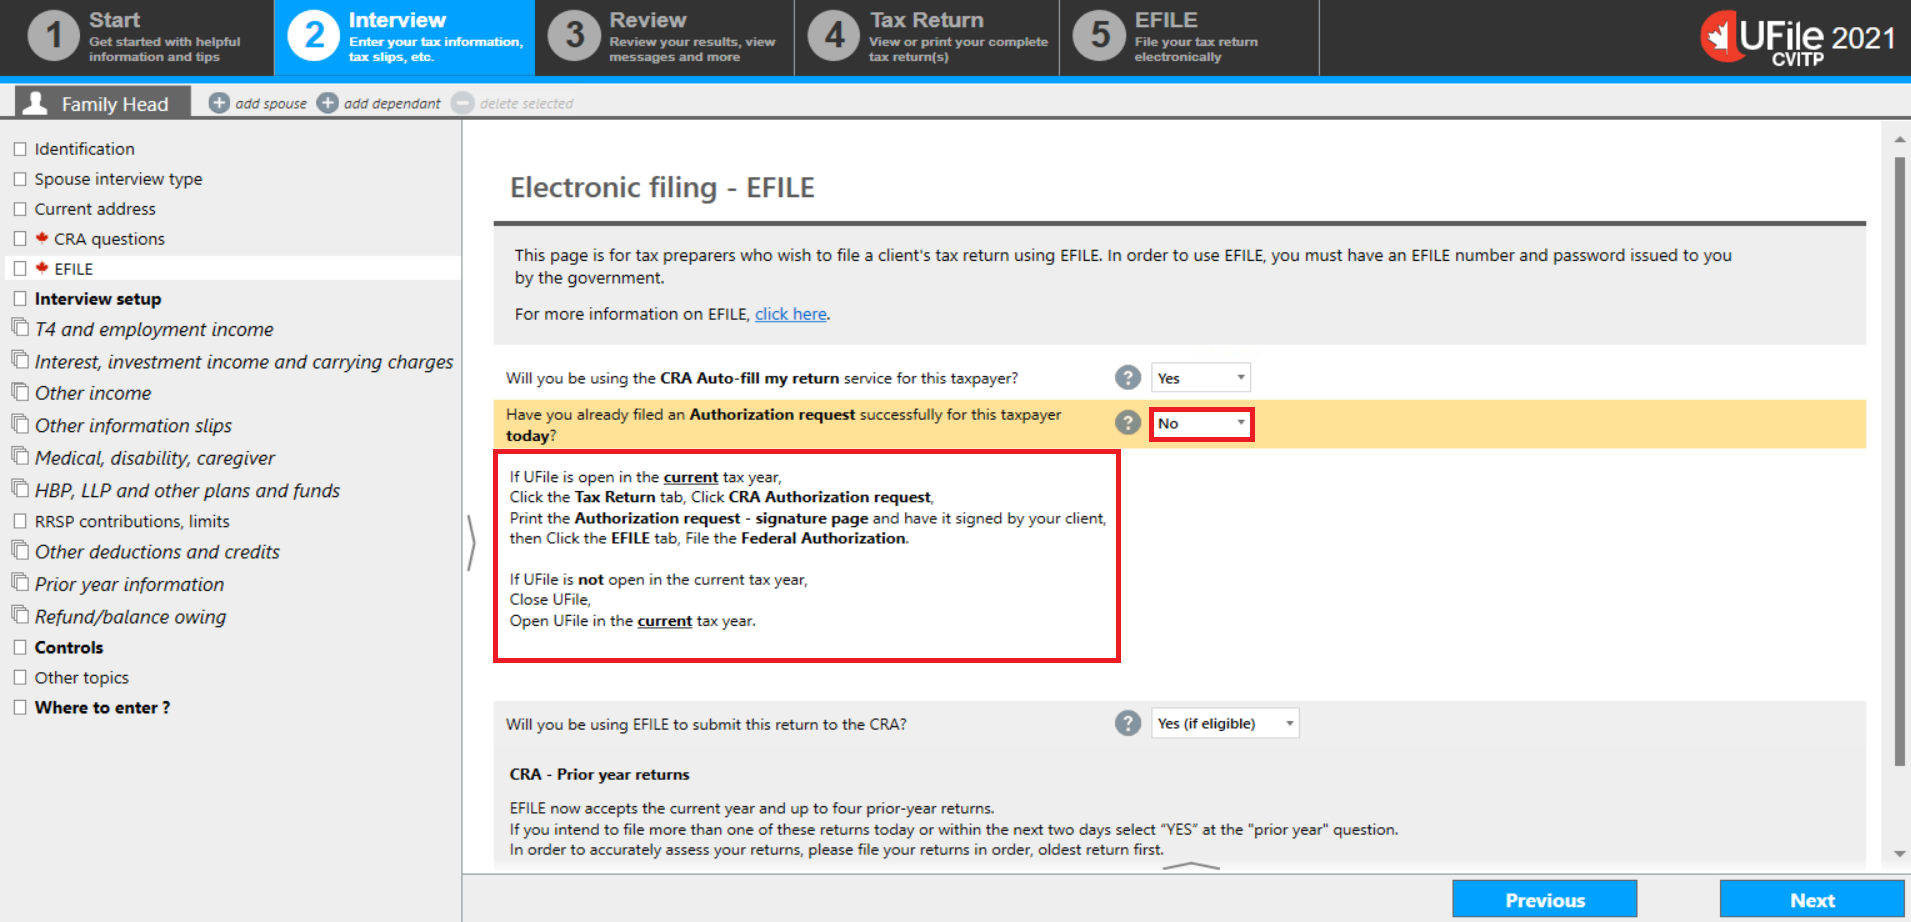 1 Start
Get started with helpful
information and tips
2 Interview
Enter your tax information,
tax slips, etc.
3 Review
Review your results, view
messages and more
4 Tax Return
View or print your complete
tax return(s)
5 EFILE
File your tax return
electronically
UFile 2021
CVITP
Family Head
add spouse
add dependant
delete selected
Identification
Spouse interview type
Current address
CRA questions
EFILE
Interview setup
T4 and employment income
Interest, investment income and carrying charges
Other income
Other information slips
Medical, disability, caregiver
HBP, LLP and other plans and funds
RRSP contributions, limits
Other deductions and credits
Prior year information
Refund/balance owing
Controls
Other topics
Where to enter ?
Electronic filing - EFILE
This page is for tax preparers who wish to file a client's tax return using EFILE. In order to use EFILE, you must have an EFILE number and password issued to you
by the government.
For more information on EFILE, click here.
Will you be using the CRA Auto-fill my return service for this taxpayer? ? Yes
Have you already filed an Authorization request successfully for this taxpayer
today? ? No
If UFile is open in the current tax year,
Click the Tax Return tab, Click CRA Authorization request,
Print the Authorization request - signature page and have it signed by your client,
then Click the EFILE tab, File the Federal Authorization.
If UFile is not open in the current tax year,
Close UFile,
Open UFile in the current tax year.
Will you be using EFILE to submit this return to the CRA? ? Yes (if eligible)
CRA - Prior year returns
EFILE now accepts the current year and up to four prior-year returns.
If you intend to file more than one of these returns today or within the next two days select “YES” at the "prior year" question.
In order to accurately assess your returns, please file your returns in order, oldest return first.
Previous
Next